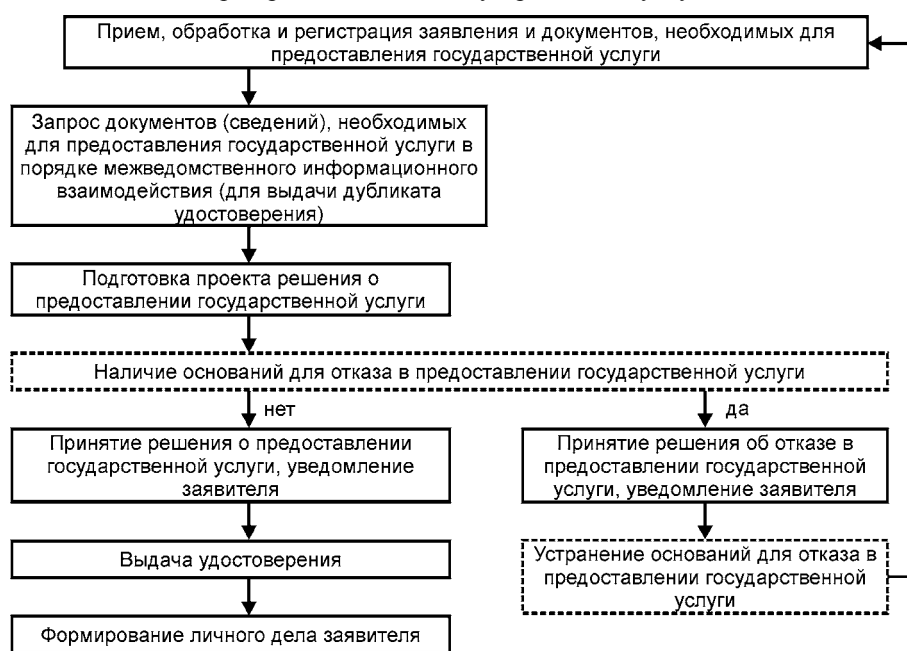 Прием, обработка и регистрация заявления и документов, необходимых для
предоставления государственной услуги
Запрос документов (сведений), необходимых
для предоставления государственной услуги в
порядке межведомственного информационного
взаимодействия (для выдачи дубликата
удостоверения)
Подготовка проекта решения о
предоставлении государственной услуги
Наличие оснований для отказа в предоставлении государственной услуги
нет
да
Принятие решения о предоставлении
государственной услуги, уведомление
заявителя
Принятие решения об отказе в
предоставлении государственной
услуги, уведомление заявителя
Выдача удостоверения
Устранение оснований для отказа в
предоставлении государственной
услуги
Формирование личного дела заявителя